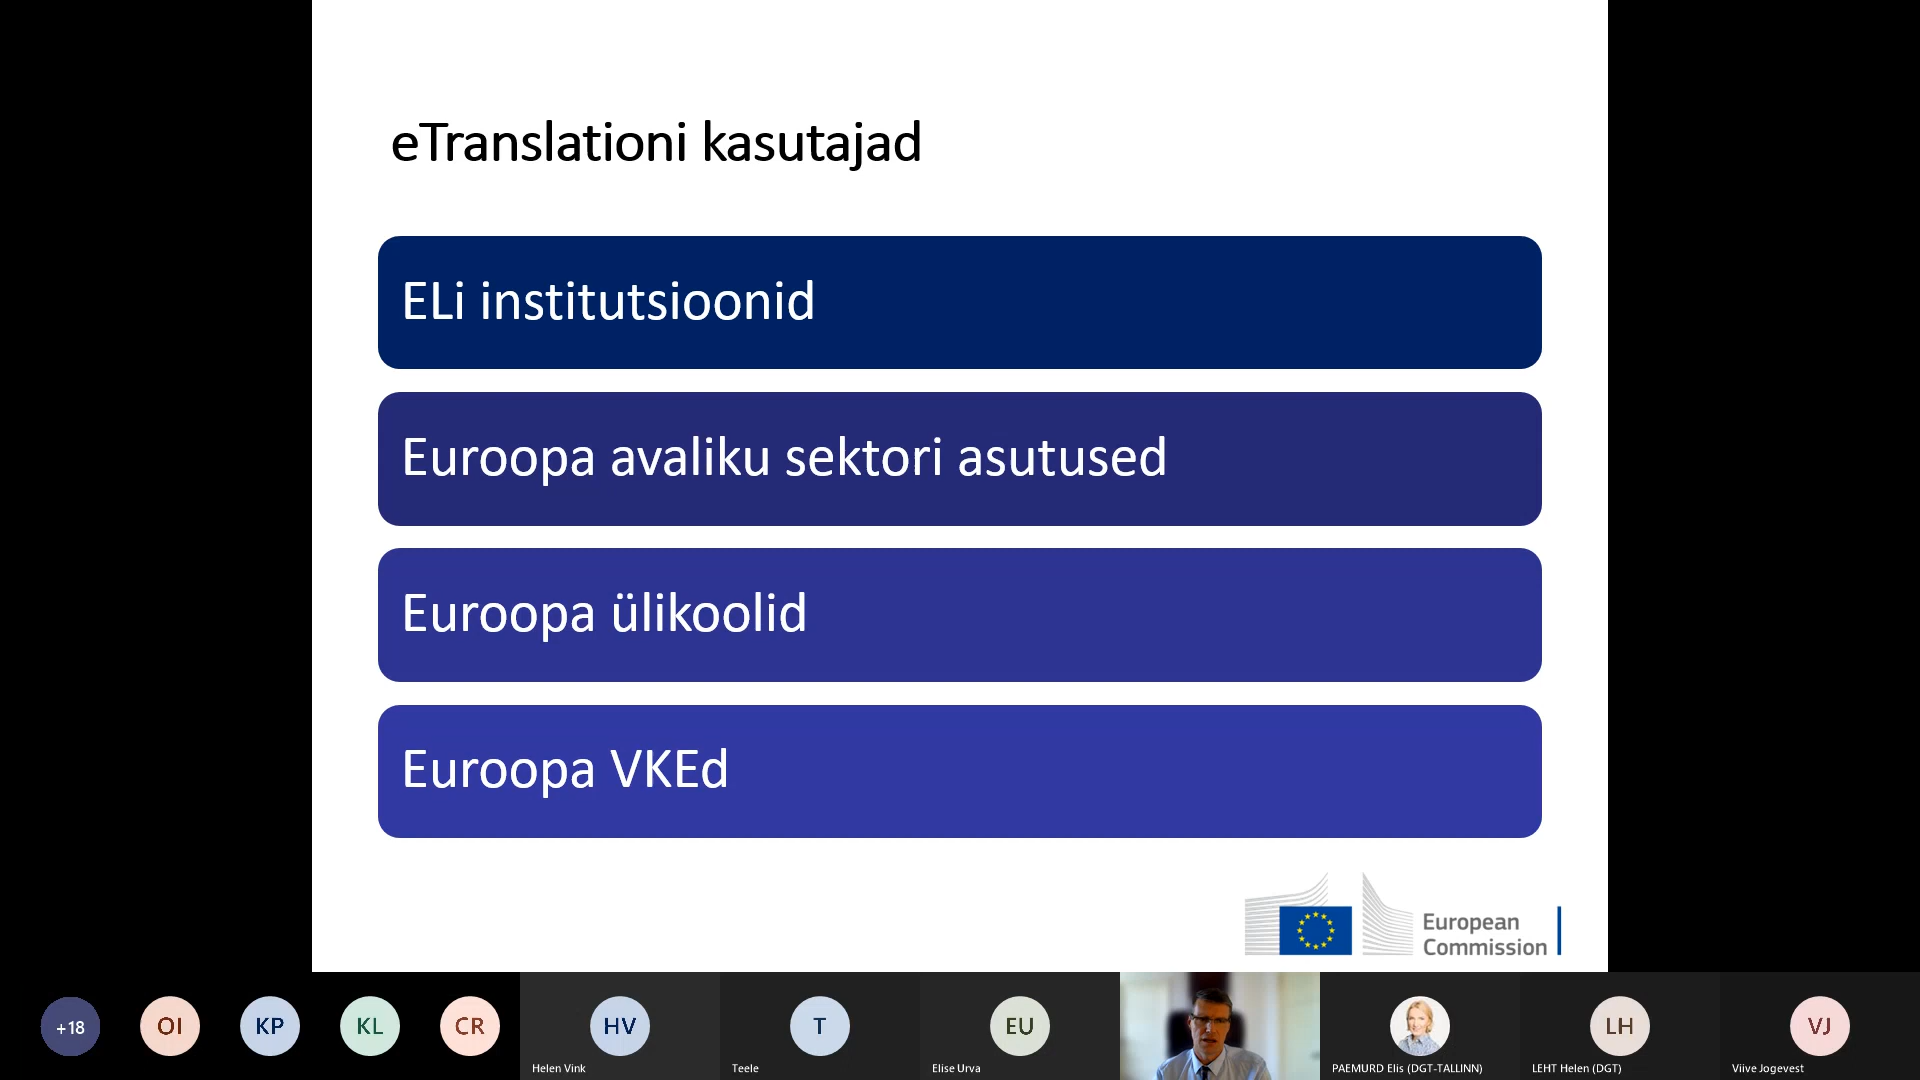 eTranslationi kasutajad
ELi institutsioonid
Euroopa avaliku sektori asutused
Euroopa ülikoolid
Euroopa VKEd
European
Commission
+18
OI
KP
KL
CR
HV
T
EU
LH
VJ
Helen Vink
Teele
Elise Urva
PAEMURD Elis (DGT-TALLINN)
LEHT Helen (DGT)
Viive Jogevest